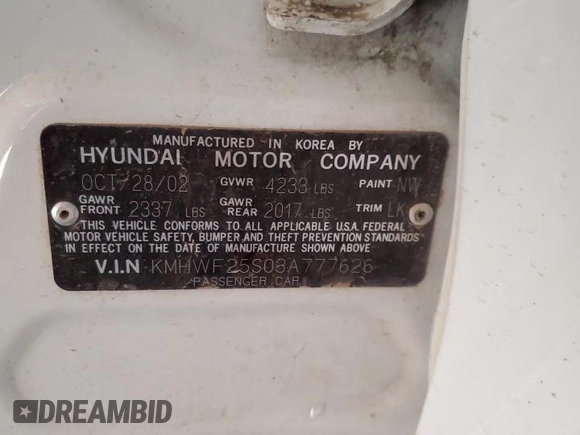 MANUFACTURED IN KOREA BY
HYUNDAI MOTOR COMPANY
OCT/28/02 GVWR 4233 LBS PAINT NW
GAWR FRONT 2337 LBS GAWR REAR 2017 LBS TRIM LK
THIS VEHICLE CONFORMS TO ALL APPLICABLE U.S.A. FEDERAL
MOTOR VEHICLE SAFETY, BUMPER AND THEFT PREVENTION STANDARDS
IN EFFECT ON THE DATE OF MANUFACTURE SHOWN ABOVE
V.I.N KMHWF25S03A777626
PASSENGER CAR
DREAMBID